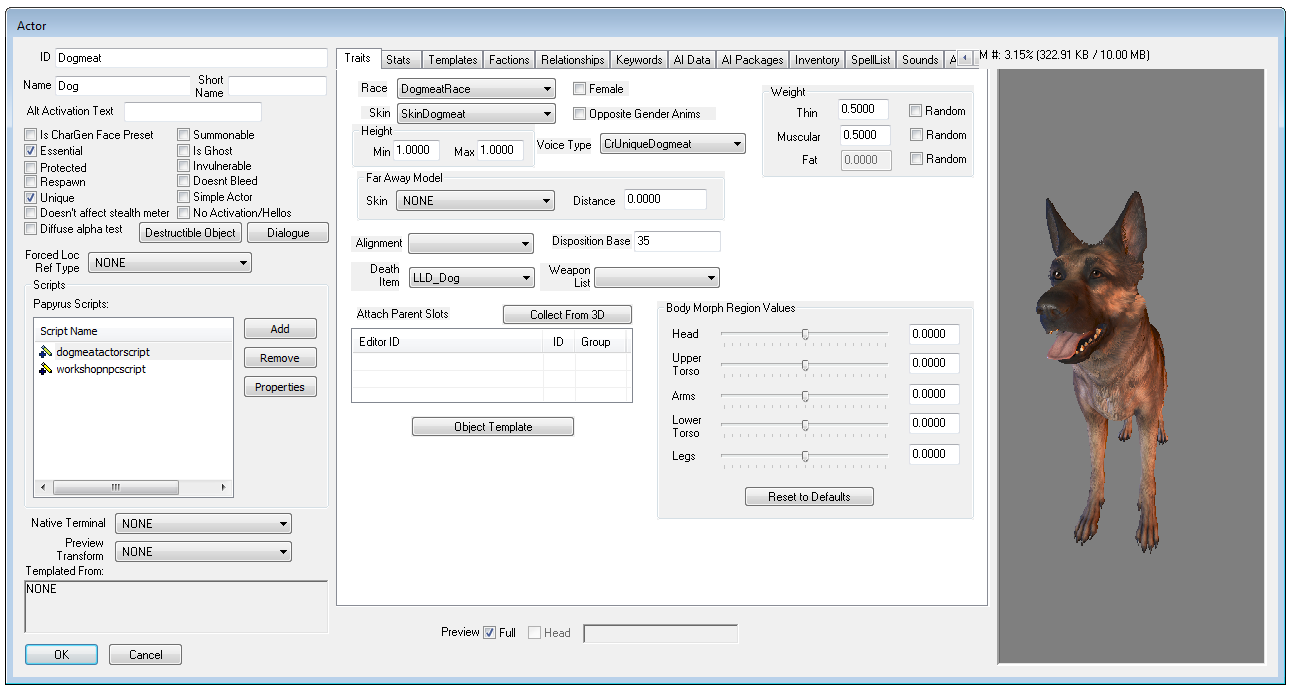 Actor
ID Dogmeat
Name Dog Short Name
Alt Activation Text
Is CharGen Face Preset Summonable
Essential Is Ghost
Protected Invulnerable
Respawn Doesnt Bleed
Unique Simple Actor
Doesn't affect stealth meter No Activation/Hellos
Diffuse alpha test Destructible Object Dialogue
Forced Loc Ref Type NONE
Scripts
Papyrus Scripts:
Script Name
dogmeatactorscript
workshopnpcscript
Add
Remove
Properties
Native Terminal NONE
Preview Transform NONE
Templated From:
NONE
OK Cancel
Traits Stats Templates Factions Relationships Keywords AI Data AI Packages Inventory SpellList Sounds A
M #: 3.15% (322.91 KB / 10.00 MB)
Race DogmeatRace Female
Skin SkinDogmeat Opposite Gender Anims
Height
Min 1.0000 Max 1.0000 Voice Type CrUniqueDogmeat
Weight
Thin 0.5000 Random
Muscular 0.5000 Random
Fat 0.0000 Random
Far Away Model
Skin NONE Distance 0.0000
Alignment Disposition Base 35
Death Item LLD_Dog Weapon List
Attach Parent Slots Collect From 3D
Editor ID ID Group
Object Template
Body Morph Region Values
Head 0.0000
Upper Torso 0.0000
Arms 0.0000
Lower Torso 0.0000
Legs 0.0000
Reset to Defaults
Preview Full Head